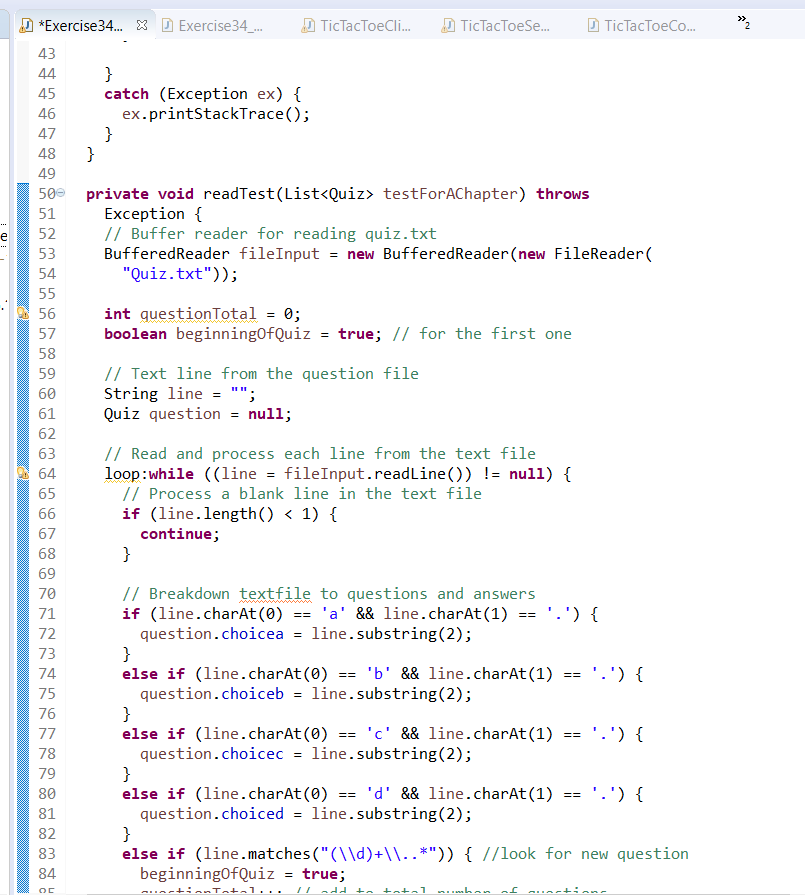 *Exercise34... Exercise34_... TicTacToeCli... TicTacToeSe... TicTacToeCo... »2
43
44 }
45 catch (Exception ex) {
46 ex.printStackTrace();
47 }
48 }
49
50 private void readTest(List<Quiz> testForAChapter) throws
51 Exception {
52 // Buffer reader for reading quiz.txt
53 BufferedReader fileInput = new BufferedReader(new FileReader(
54 "Quiz.txt"));
55
56 int questionTotal = 0;
57 boolean beginningOfQuiz = true; // for the first one
58
59 // Text line from the question file
60 String line = "";
61 Quiz question = null;
62
63 // Read and process each line from the text file
64 loop:while ((line = fileInput.readLine()) != null) {
65 // Process a blank line in the text file
66 if (line.length() < 1) {
67 continue;
68 }
69
70 // Breakdown textfile to questions and answers
71 if (line.charAt(0) == 'a' && line.charAt(1) == '.') {
72 question.choicea = line.substring(2);
73 }
74 else if (line.charAt(0) == 'b' && line.charAt(1) == '.') {
75 question.choiceb = line.substring(2);
76 }
77 else if (line.charAt(0) == 'c' && line.charAt(1) == '.') {
78 question.choicec = line.substring(2);
79 }
80 else if (line.charAt(0) == 'd' && line.charAt(1) == '.') {
81 question.choiced = line.substring(2);
82 }
83 else if (line.matches("(\\d)+\\..*")) { //look for new question
84 beginningOfQuiz = true;
85 questionTotal++; // add to total number of questions